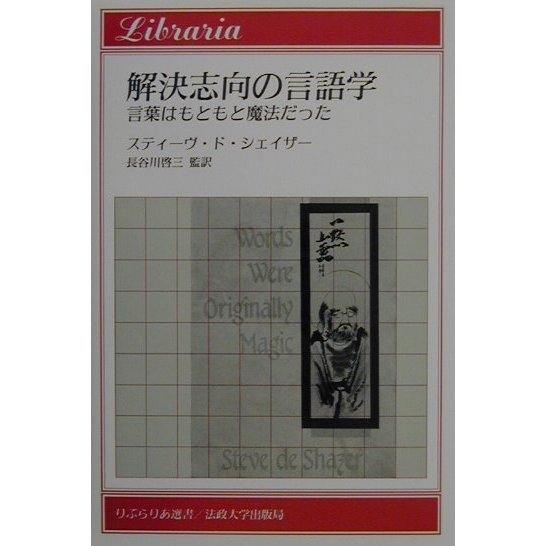 Libraria
解決志向の言語学
言葉はもともと魔法だった
スティーヴ・ド・シェイザー
長谷川啓三 監訳
Words
Were
Originally
Magic
Steve de Shazer
りぶらりあ選書／法政大学出版局